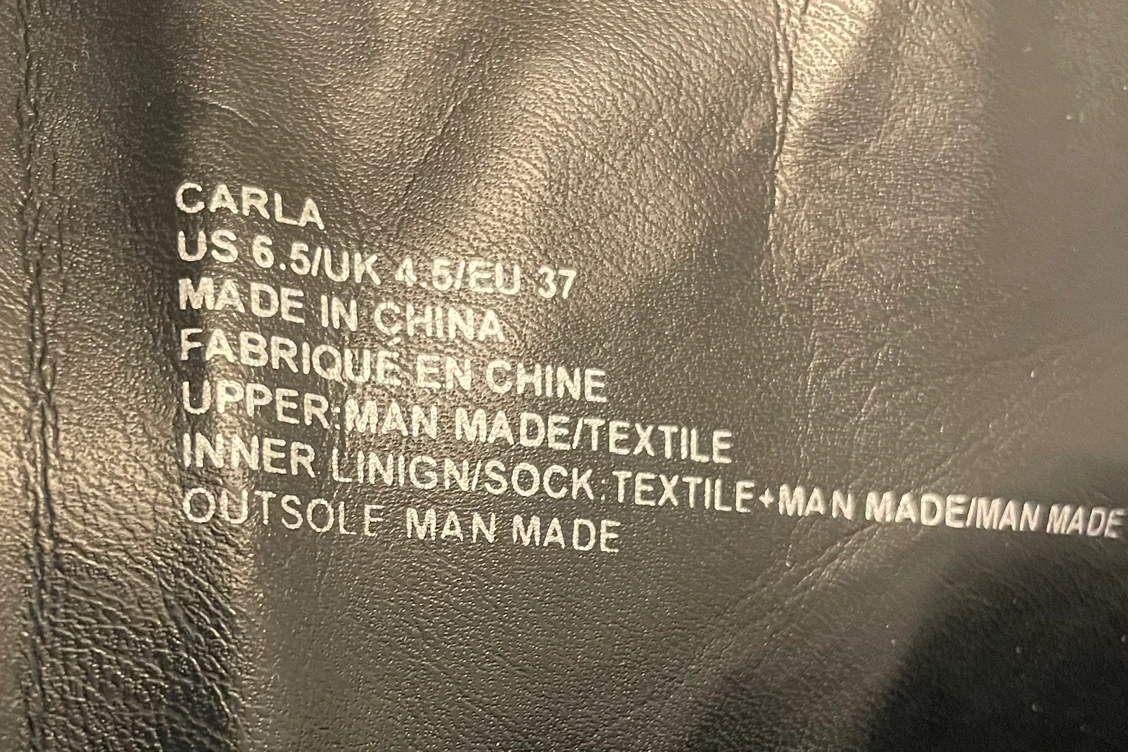 CARLA
US 6.5/UK 4.5/EU 37
MADE IN CHINA
FABRIQUÉ EN CHINE
UPPER:MAN MADE/TEXTILE
INNER LINIGN/SOCK:TEXTILE+MAN MADE/MAN MADE
OUTSOLE MAN MADE